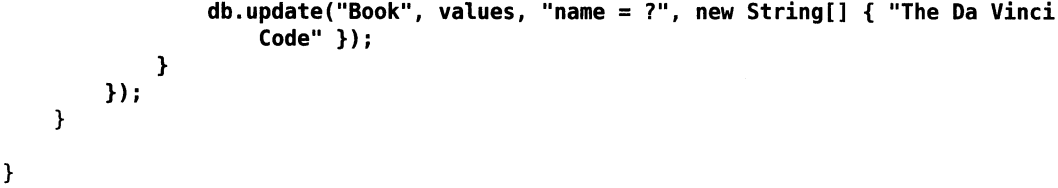 db.update("Book", values, "name = ?", new String[] { "The Da Vinci
Code" });
}
});
}
}